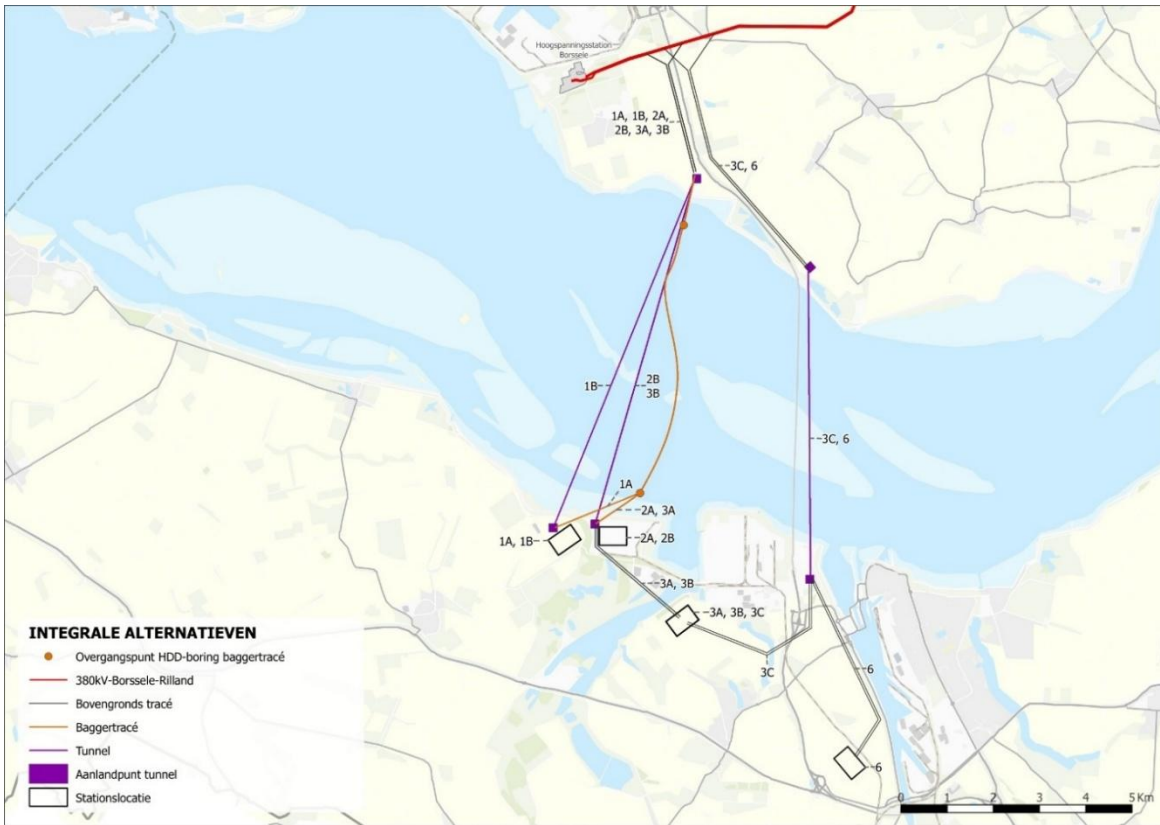 Hoogspanningsstation
Borssele
1A, 1B, 2A,
2B, 3A, 3B
3C, 6
1B
2B
3B
3C, 6
1A
2A, 3A
1A, 1B
2A, 2B
3A, 3B
3A, 3B, 3C
3C
6
6
INTEGRALE ALTERNATIEVEN
Overgangspunt HDD-boring baggertracé
380kV-Borssele-Rilland
Bovengronds tracé
Baggertracé
Tunnel
Aanlandpunt tunnel
Stationslocatie
0 1 2 3 4 5 Km